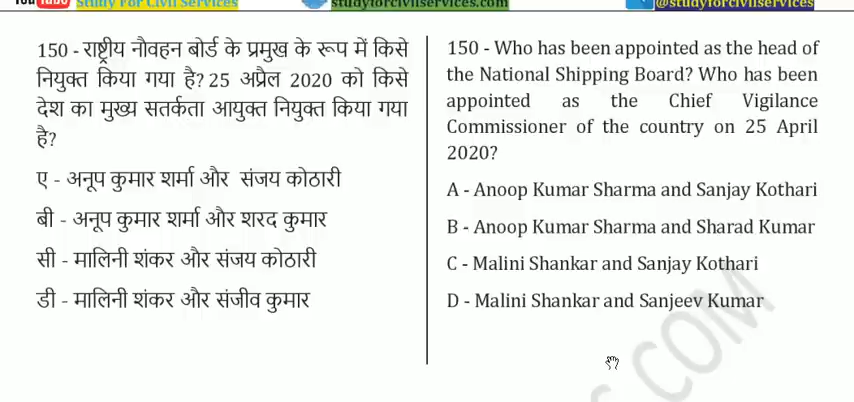 YouTube Study For Civil Services
studyforcivilservices.com
@studyforcivilservices
150 - राष्ट्रीय नौवहन बोर्ड के प्रमुख के रूप में किसे
नियुक्त किया गया है? 25 अप्रैल 2020 को किसे
देश का मुख्य सतर्कता आयुक्त नियुक्त किया गया
है?
ए - अनूप कुमार शर्मा और संजय कोठारी
बी - अनूप कुमार शर्मा और शरद कुमार
सी - मालिनी शंकर और संजय कोठारी
डी - मालिनी शंकर और संजीव कुमार
150 - Who has been appointed as the head of
the National Shipping Board? Who has been
appointed as the Chief Vigilance
Commissioner of the country on 25 April
2020?
A - Anoop Kumar Sharma and Sanjay Kothari
B - Anoop Kumar Sharma and Sharad Kumar
C - Malini Shankar and Sanjay Kothari
D - Malini Shankar and Sanjeev Kumar
S.COM